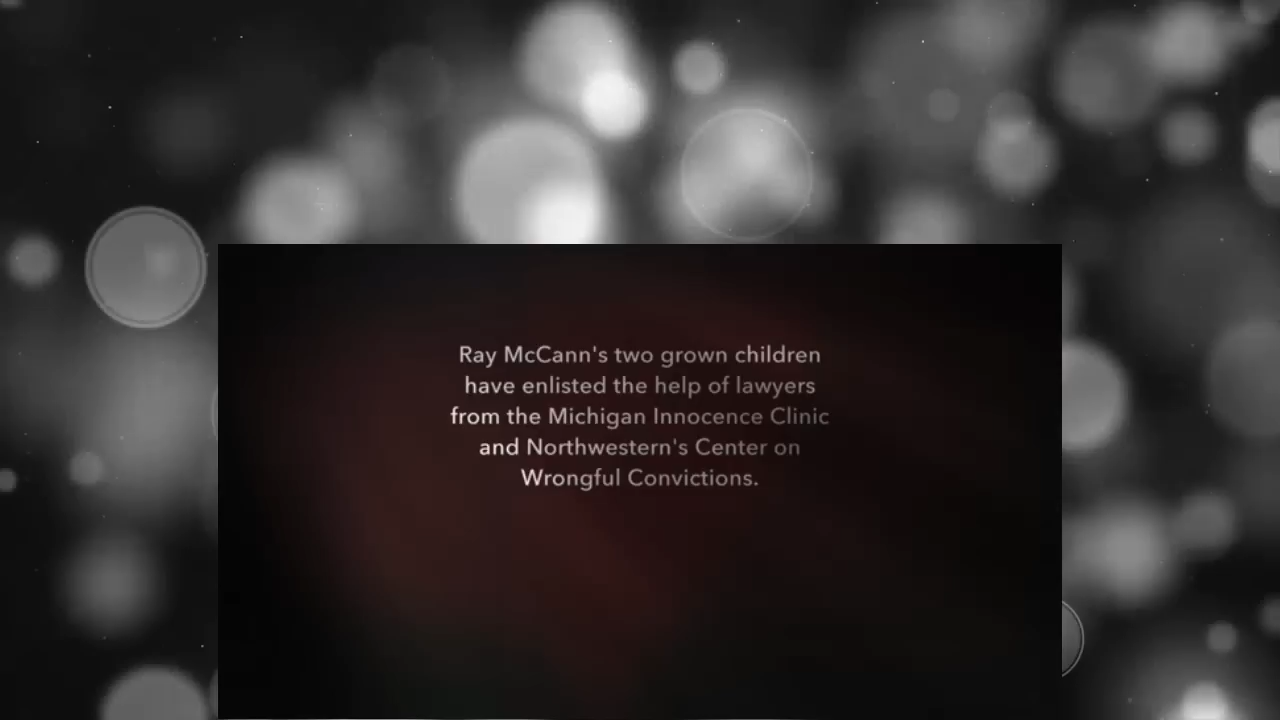 Ray McCann's two grown children
have enlisted the help of lawyers
from the Michigan Innocence Clinic
and Northwestern's Center on
Wrongful Convictions.